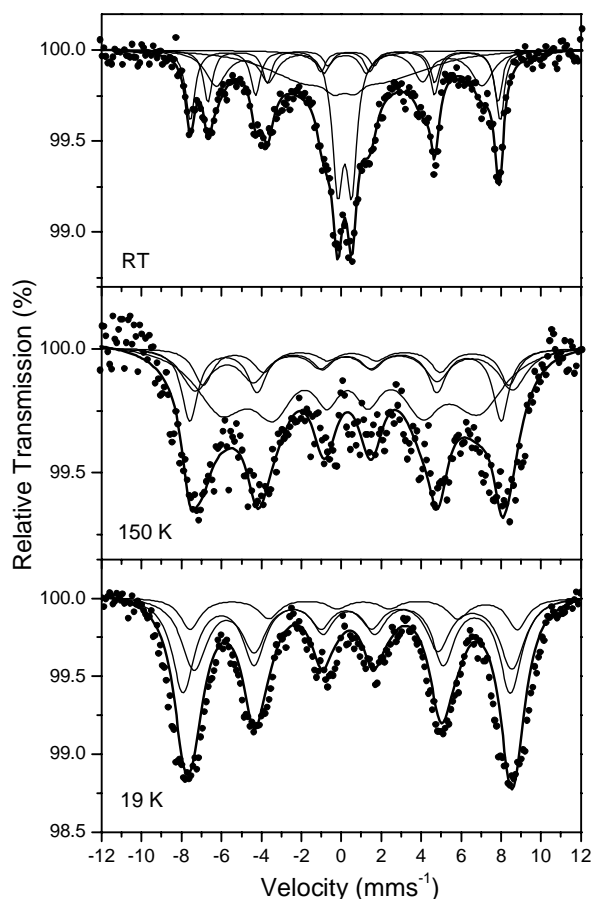 100.0
99.5
99.0
RT
100.0
99.5
150 K
100.0
99.5
99.0
98.5
19 K
Relative Transmission (%)
-12 -10 -8 -6 -4 -2 0 2 4 6 8 10 12
Velocity (mms-1)